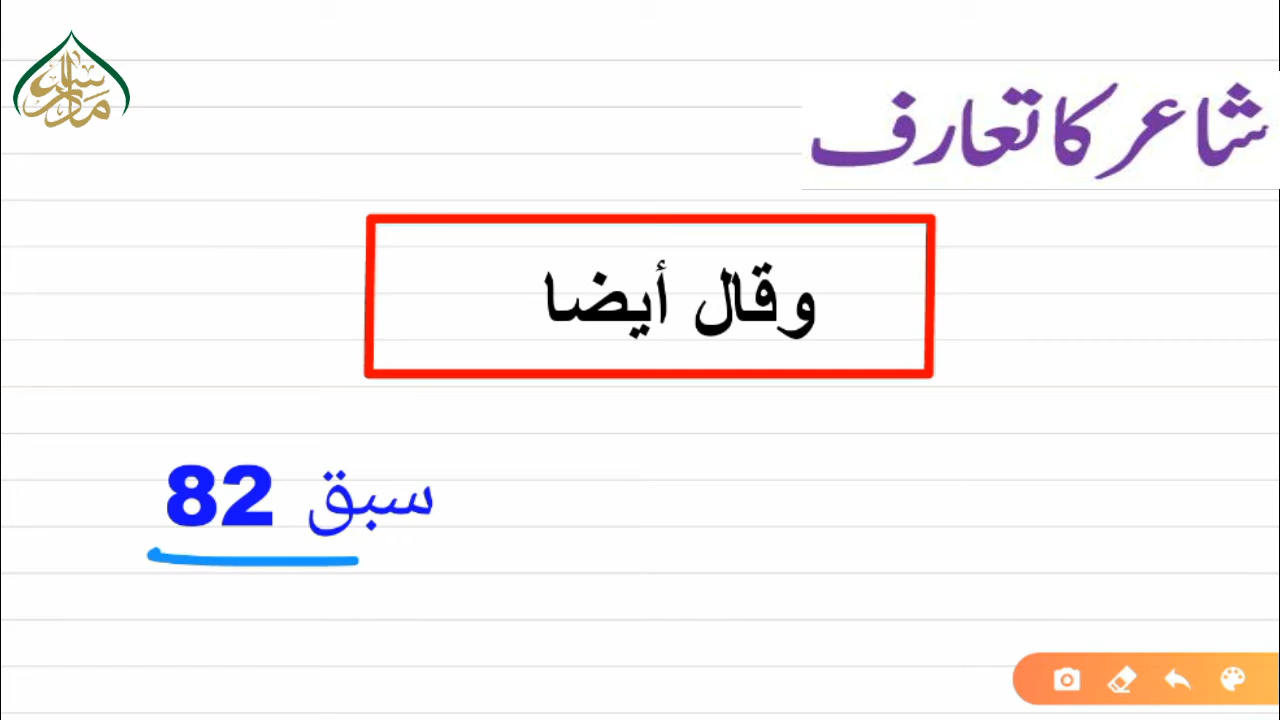 شاعر کا تعارف
وقال أيضا
سبق 82